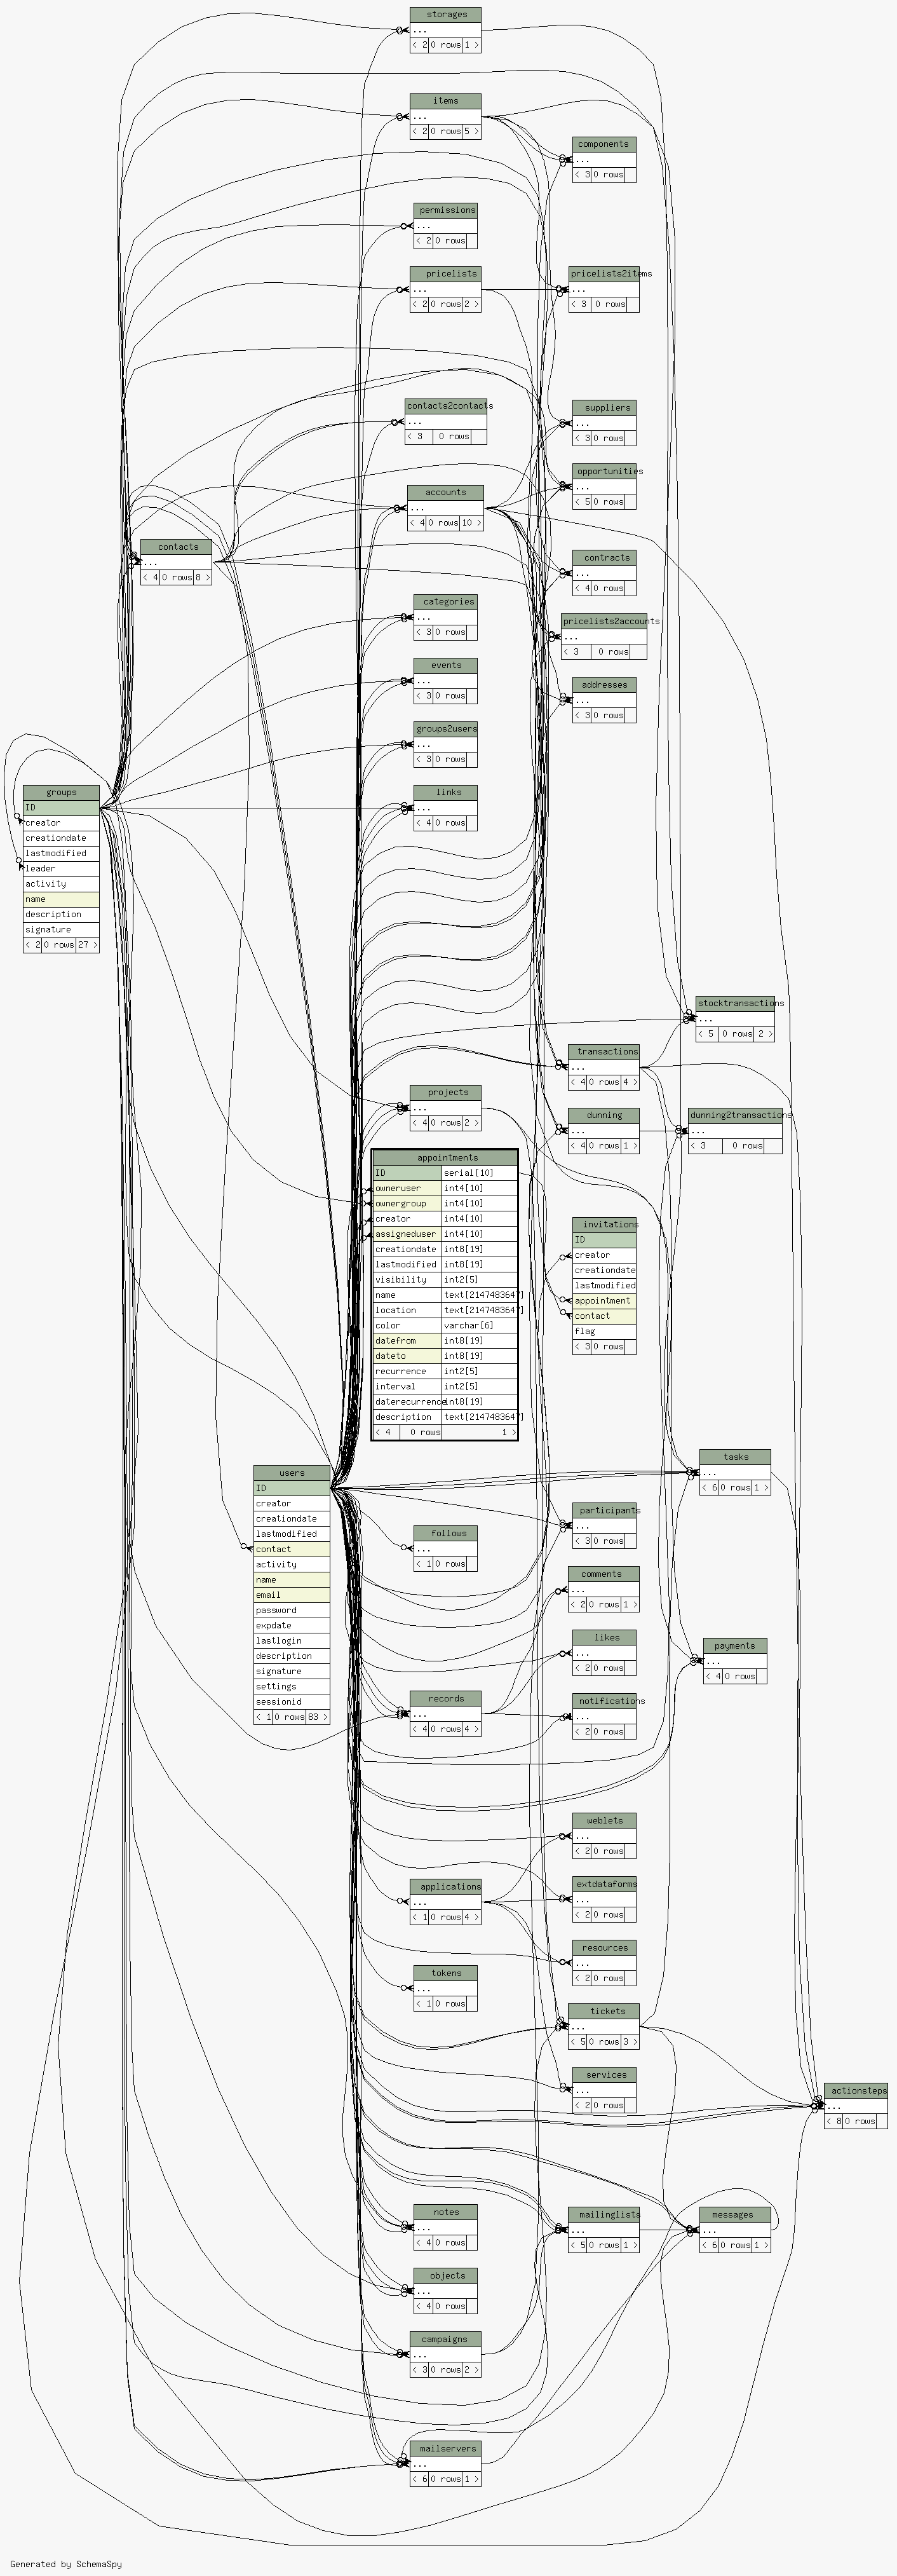 storages
...
< 2 0 rows 1 >
items
...
< 2 0 rows 5 >
components
...
< 3 0 rows
permissions
...
< 2 0 rows
pricelists
...
< 2 0 rows 2 >
pricelists2items
...
< 3 0 rows
contacts2contacts
...
< 3 0 rows
suppliers
...
< 3 0 rows
opportunities
...
< 5 0 rows
accounts
...
< 4 0 rows 10 >
contacts
...
< 4 0 rows 8 >
contracts
...
< 4 0 rows
categories
...
< 3 0 rows
pricelists2accounts
...
< 3 0 rows
events
...
< 3 0 rows
addresses
...
< 3 0 rows
groups2users
...
< 3 0 rows
links
...
< 4 0 rows
groups
ID
creator
creationdate
lastmodified
leader
activity
name
description
signature
< 2 0 rows 27 >
stocktransactions
...
< 5 0 rows 2 >
transactions
...
< 4 0 rows 4 >
projects
...
< 4 0 rows 2 >
dunning
...
< 4 0 rows 1 >
dunning2transactions
...
< 3 0 rows
appointments
ID serial[10]
owneruser int4[10]
ownergroup int4[10]
creator int4[10]
assigneduser int4[10]
creationdate int8[19]
lastmodified int8[19]
visibility int2[5]
name text[2147483647]
location text[2147483647]
color varchar[6]
datefrom int8[19]
dateto int8[19]
recurrence int2[5]
interval int2[5]
daterecurrence int8[19]
description text[2147483647]
< 4 0 rows 1 >
invitations
ID
creator
creationdate
lastmodified
appointment
contact
flag
< 3 0 rows
users
ID
creator
creationdate
lastmodified
contact
activity
name
email
password
expdate
lastlogin
description
signature
settings
sessionid
< 1 0 rows 83 >
tasks
...
< 6 0 rows 1 >
participants
...
< 3 0 rows
follows
...
< 1 0 rows
comments
...
< 2 0 rows 1 >
likes
...
< 2 0 rows
payments
...
< 4 0 rows
records
...
< 4 0 rows 4 >
notifications
...
< 2 0 rows
weblets
...
< 2 0 rows
applications
...
< 1 0 rows 4 >
extdataforms
...
< 2 0 rows
resources
...
< 2 0 rows
tokens
...
< 1 0 rows
tickets
...
< 5 0 rows 3 >
services
...
< 2 0 rows
actionsteps
...
< 8 0 rows
notes
...
< 4 0 rows
mailinglists
...
< 5 0 rows 1 >
messages
...
< 6 0 rows 1 >
objects
...
< 4 0 rows
campaigns
...
< 3 0 rows 2 >
mailservers
...
< 6 0 rows 1 >
Generated by SchemaSpy